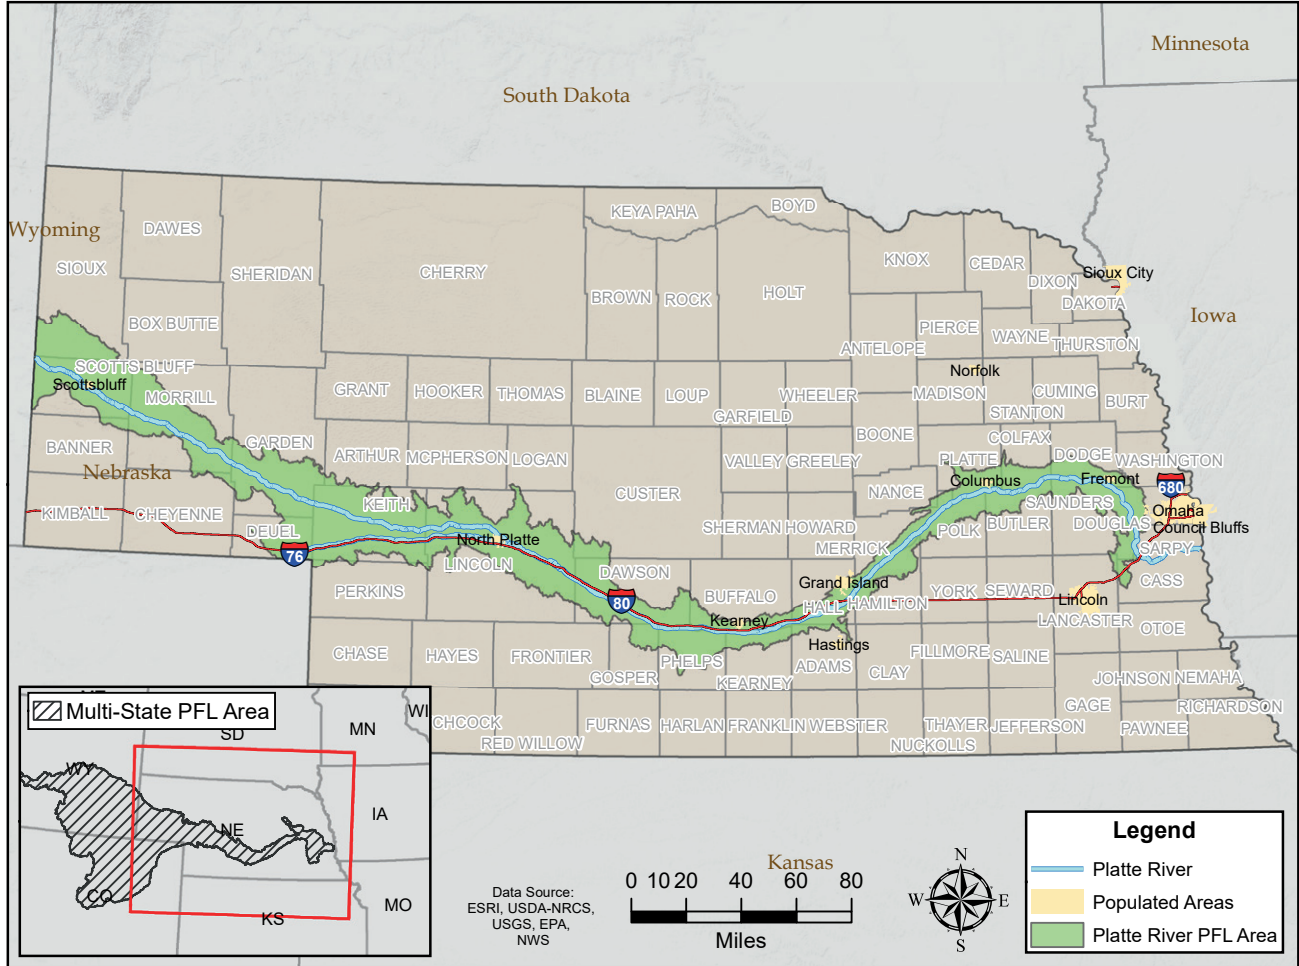 Minnesota
South Dakota
Wyoming
Iowa
Nebraska
Kansas
KEYA PAHA
BOYD
DAWES
SIOUX
SHERIDAN
CHERRY
KNOX
CEDAR
DIXON
Sioux City
DAKOTA
BROWN
ROCK
HOLT
BOX BUTTE
PIERCE
WAYNE
THURSTON
ANTELOPE
SCOTTS BLUFF
Scottsbluff
MORRILL
GRANT
HOOKER
THOMAS
BLAINE
LOUP
WHEELER
GARFIELD
Norfolk
MADISON
STANTON
CUMING
BURT
BANNER
GARDEN
ARTHUR
MCPHERSON
LOGAN
VALLEY
GREELEY
BOONE
PLATTE
COLFAX
DODGE
WASHINGTON
KIMBALL
CHEYENNE
DEUEL
KEITH
CUSTER
NANCE
Columbus
Fremont
680
Omaha
Council Bluffs
SAUNDERS
DOUGLAS
SARPY
76
North Platte
LINCOLN
SHERMAN
HOWARD
MERRICK
POLK
BUTLER
PERKINS
DAWSON
80
BUFFALO
Kearney
Grand Island
HALL
HAMILTON
YORK
SEWARD
Lincoln
LANCASTER
CASS
OTOE
CHASE
HAYES
FRONTIER
GOSPER
PHELPS
KEARNEY
Hastings
ADAMS
CLAY
FILLMORE
SALINE
JOHNSON
NEMAHA
GAGE
RICHARDSON
PAWNEE
CHCOCK
RED WILLOW
FURNAS
HARLAN
FRANKLIN
WEBSTER
NUCKOLLS
THAYER
JEFFERSON
Multi-State PFL Area
SD
MN
WI
WY
NE
IA
CO
KS
MO
Data Source:
ESRI, USDA-NRCS,
USGS, EPA,
NWS
0 10 20 40 60 80
Miles
N
W
E
S
Legend
Platte River
Populated Areas
Platte River PFL Area